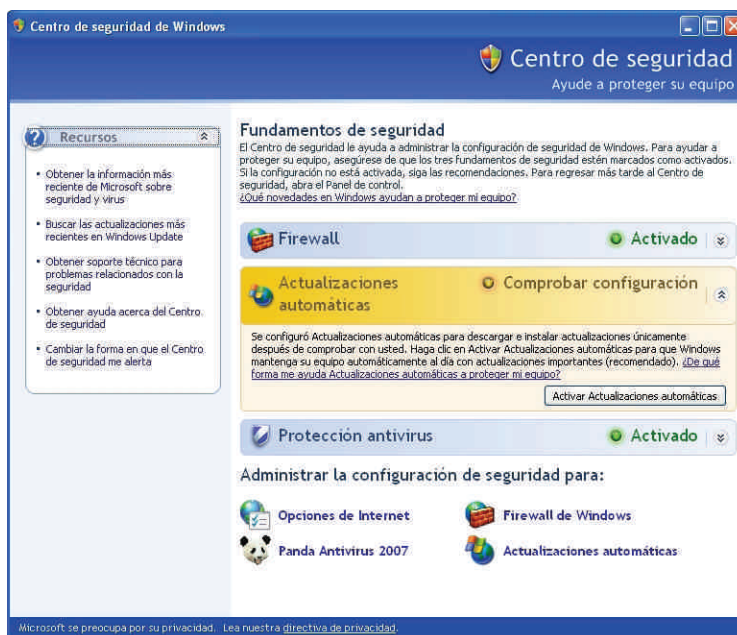 Centro de seguridad de Windows
Centro de seguridad
Ayude a proteger su equipo
Recursos
Obtener la información más
reciente de Microsoft sobre
seguridad y virus
Buscar las actualizaciones más
recientes en Windows Update
Obtener soporte técnico para
problemas relacionados con la
seguridad
Obtener ayuda acerca del Centro
de seguridad
Cambiar la forma en que el Centro
de seguridad me alerta
Fundamentos de seguridad
El Centro de seguridad le ayuda a administrar la configuración de seguridad de Windows. Para ayudar a
proteger su equipo, asegúrese de que los tres fundamentos de seguridad estén marcados como activados.
Si la configuración no está activada, siga las recomendaciones. Para regresar más tarde al Centro de
seguridad, abra el Panel de control.
¿Qué novedades en Windows ayudan a proteger mi equipo?
Firewall
Activado
Actualizaciones
automáticas
Comprobar configuración
Se configuró Actualizaciones automáticas para descargar e instalar actualizaciones únicamente
después de comprobar con usted. Haga clic en Activar Actualizaciones automáticas para que Windows
mantenga su equipo automáticamente al día con actualizaciones importantes (recomendado). ¿De qué
forma me ayuda Actualizaciones automáticas a proteger mi equipo?
Activar Actualizaciones automáticas
Protección antivirus
Activado
Administrar la configuración de seguridad para:
Opciones de Internet
Firewall de Windows
Panda Antivirus 2007
Actualizaciones automáticas
Microsoft se preocupa por su privacidad. Lea nuestra directiva de privacidad.